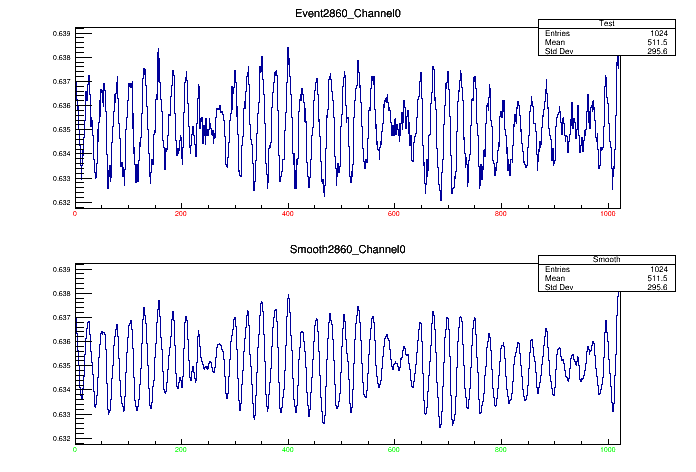 Event2860_Channel0
Test
Entries 1024
Mean 511.5
Std Dev 295.6
0.639
0.638
0.637
0.636
0.635
0.634
0.633
0.632
0 200 400 600 800 1000
Smooth2860_Channel0
Smooth
Entries 1024
Mean 511.5
Std Dev 295.6
0.639
0.638
0.637
0.636
0.635
0.634
0.633
0.632
0 200 400 600 800 1000